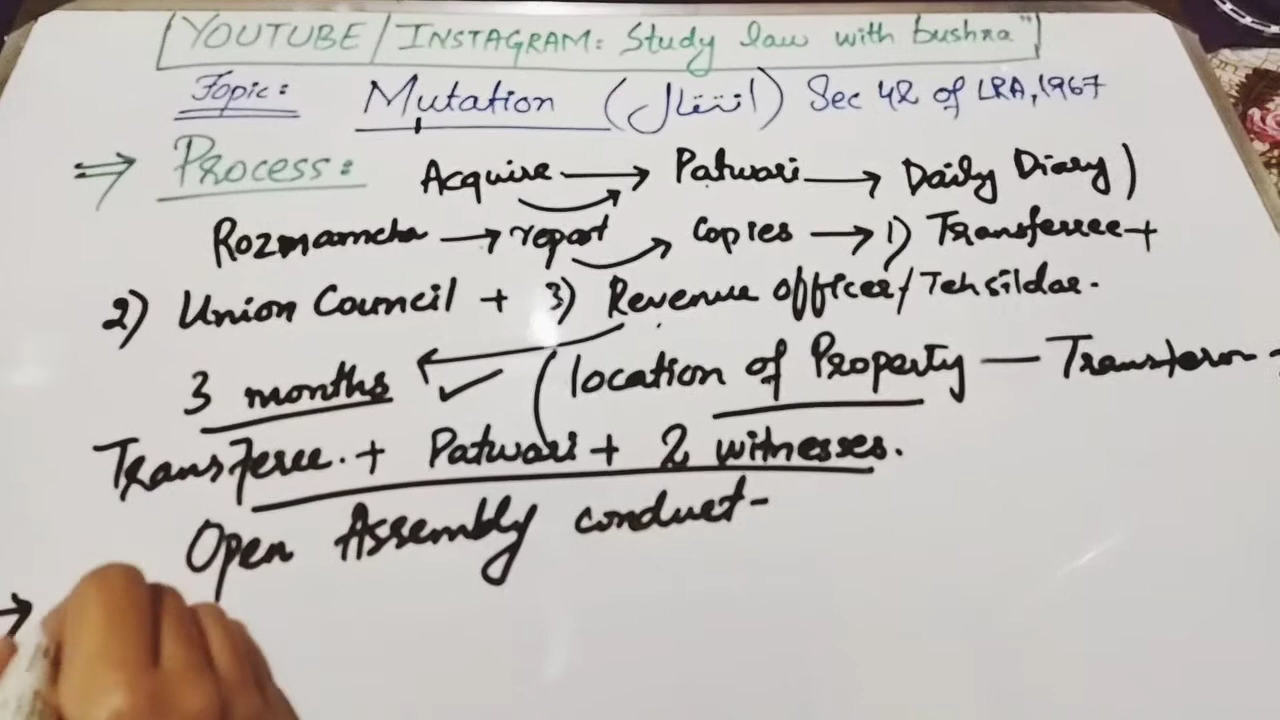 YOUTUBE/INSTAGRAM: Study law with bushra"
Topic: Mutation (انتقال) Sec 42 of LRA, 1967
⇒ Process: Acquire → Patwari → Daily Diary)
Rozmamcha → report → Copies → 1) Transferree +
2) Union Council + 3) Revenue officer/Tehsildar.
3 months ✓ (location of Property — Transferor
Transferee. + Patwari + 2 witnesses.
Open Assembly conduct-
→